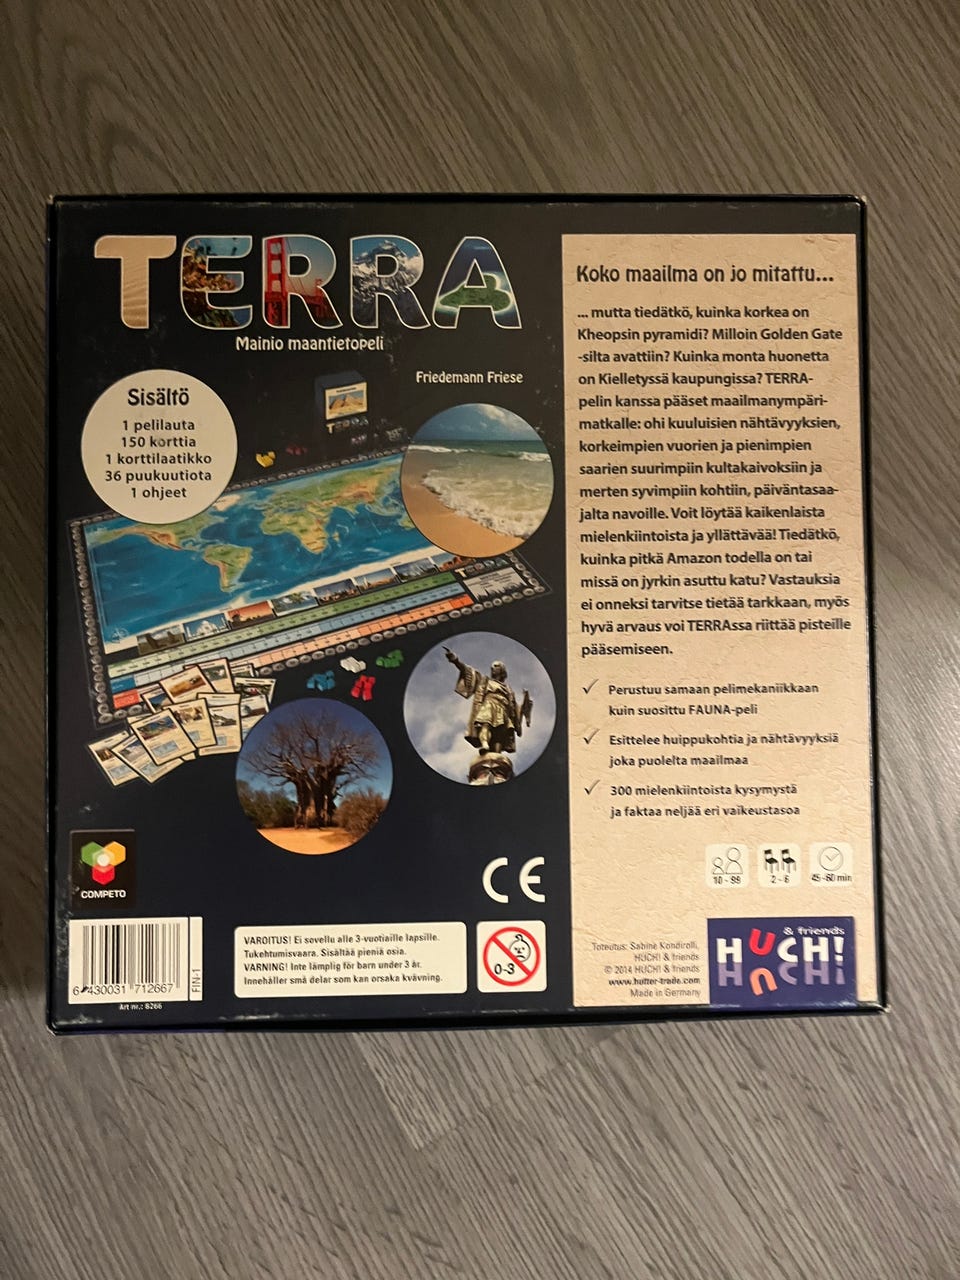 TERRA
Mainio maantietopeli
Friedemann Friese
Sisältö
1 pelilauta
150 korttia
1 korttilaatikko
36 puukuutiota
1 ohjeet
TERRA
Koko maailma on jo mitattu...
... mutta tiedätkö, kuinka korkea on
Kheopsin pyramidi? Milloin Golden Gate
-silta avattiin? Kuinka monta huonetta
on Kielletyssä kaupungissa? TERRA-
pelin kanssa pääset maailmanympäri-
matkalle: ohi kuuluisien nähtävyyksien,
korkeimpien vuorien ja pienimpien
saarien suurimpiin kultakaivoksiin ja
merten syvimpiin kohtiin, päiväntasaa-
jalta navoille. Voit löytää kaikenlaista
mielenkiintoista ja yllättävää! Tiedätkö,
kuinka pitkä Amazon todella on tai
missä on jyrkin asuttu katu? Vastauksia
ei onneksi tarvitse tietää tarkkaan, myös
hyvä arvaus voi TERRAssa riittää pisteille
pääsemiseen.
✓ Perustuu samaan pelimekaniikkaan
kuin suosittu FAUNA-peli
✓ Esittelee huippukohtia ja nähtävyyksiä
joka puolelta maailmaa
✓ 300 mielenkiintoista kysymystä
ja faktaa neljää eri vaikeustasoa
10 - 99
2 - 6
45-60 min
COMPETO
CE
6 430031 712667
FIN-1
Art nr.: 8266
VAROITUS! Ei sovellu alle 3-vuotiaille lapsille.
Tukehtumisvaara. Sisältää pieniä osia.
VARNING! Inte lämplig för barn under 3 år.
Innehåller små delar som kan orsaka kvävning.
0-3
Toteutus: Sabine Kondirolli,
HUCH! & friends
© 2014 HUCH! & friends
www.hutter-trade.com
Made in Germany
& friends
HUCH!